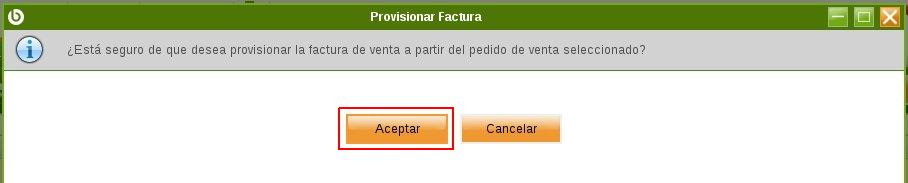 Provisionar Factura
¿Está seguro de que desea provisionar la factura de venta a partir del pedido de venta seleccionado?
Aceptar Cancelar